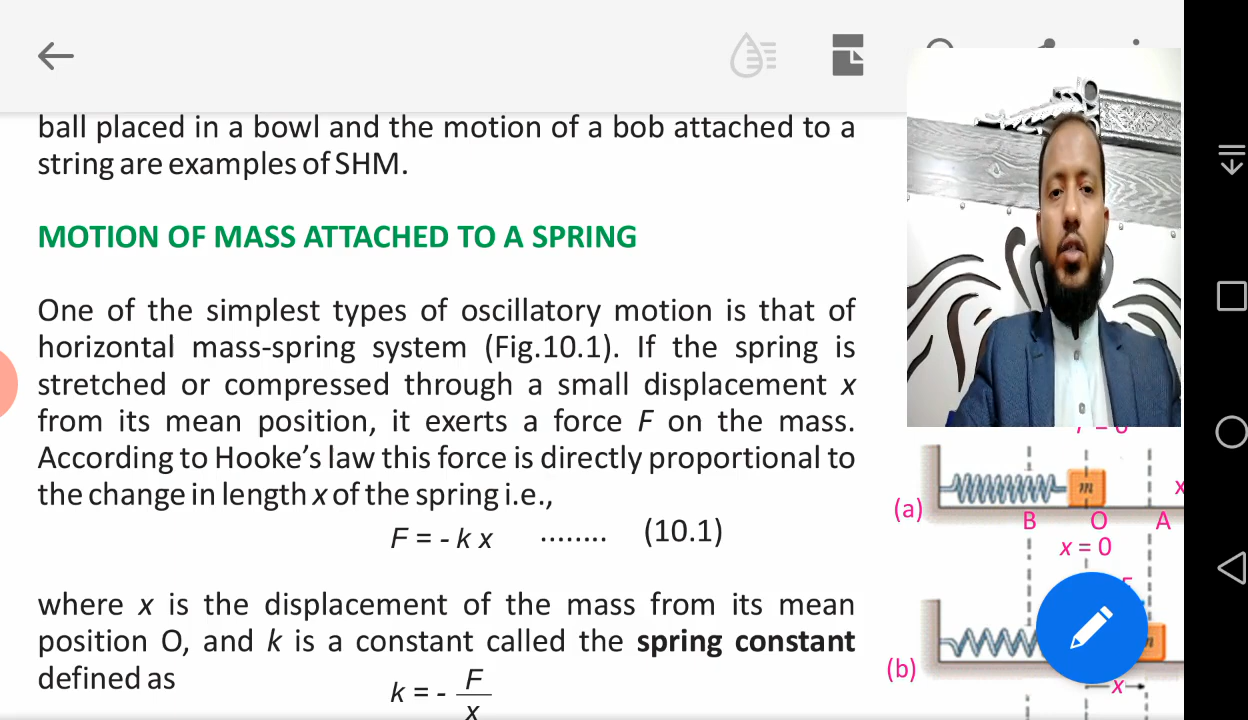 ball placed in a bowl and the motion of a bob attached to a
string are examples of SHM.
MOTION OF MASS ATTACHED TO A SPRING
One of the simplest types of oscillatory motion is that of
horizontal mass-spring system (Fig.10.1). If the spring is
stretched or compressed through a small displacement x
from its mean position, it exerts a force F on the mass.
According to Hooke's law this force is directly proportional to
the change in length x of the spring i.e.,
F = - k x ........ (10.1)
where x is the displacement of the mass from its mean
position O, and k is a constant called the spring constant
defined as
k = - F
x
m
x
(a)
B O A
x = 0
(b)
x